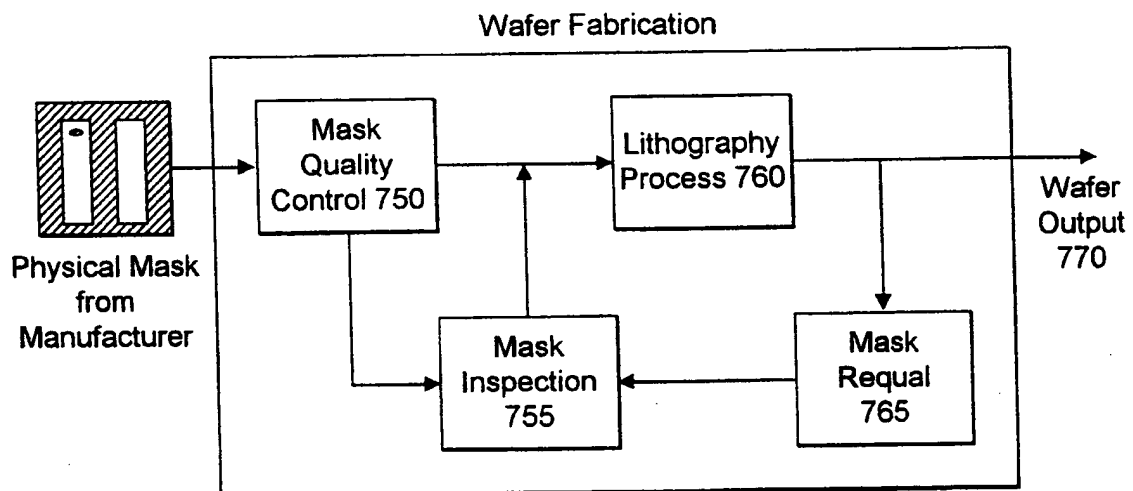 Wafer Fabrication
Mask
Quality
Control 750
Lithography
Process 760
Wafer
Output
770
Physical Mask
from
Manufacturer
Mask
Inspection
755
Mask
Requal
765